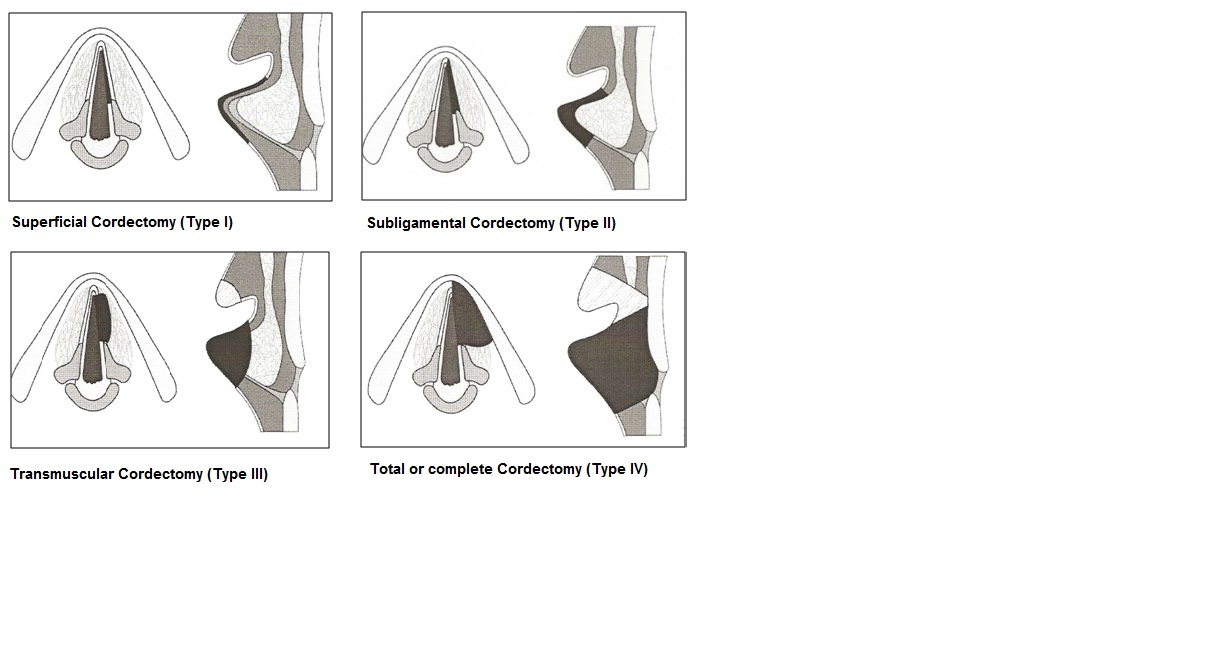 Superficial Cordectomy (Type I)
Subligamental Cordectomy (Type II)
Transmuscular Cordectomy (Type III)
Total or complete Cordectomy (Type IV)